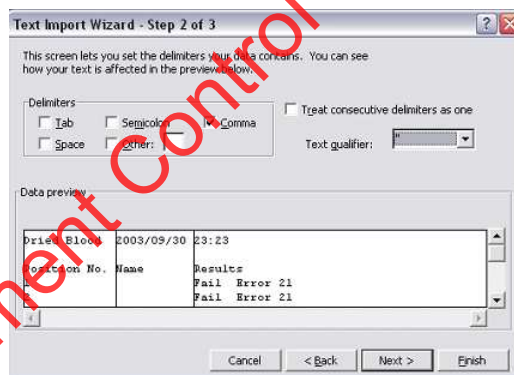 Text Import Wizard - Step 2 of 3
This screen lets you set the delimiters your data contains. You can see
how your text is affected in the preview below.
Delimiters
Tab Semicolon Comma
Space Other:
Treat consecutive delimiters as one
Text qualifier: "
Data preview
Dried Blood 2003/09/30 23:23
Position No. Name Results
Fail Error 21
Fail Error 21
Cancel < Back Next > Finish
ment Control